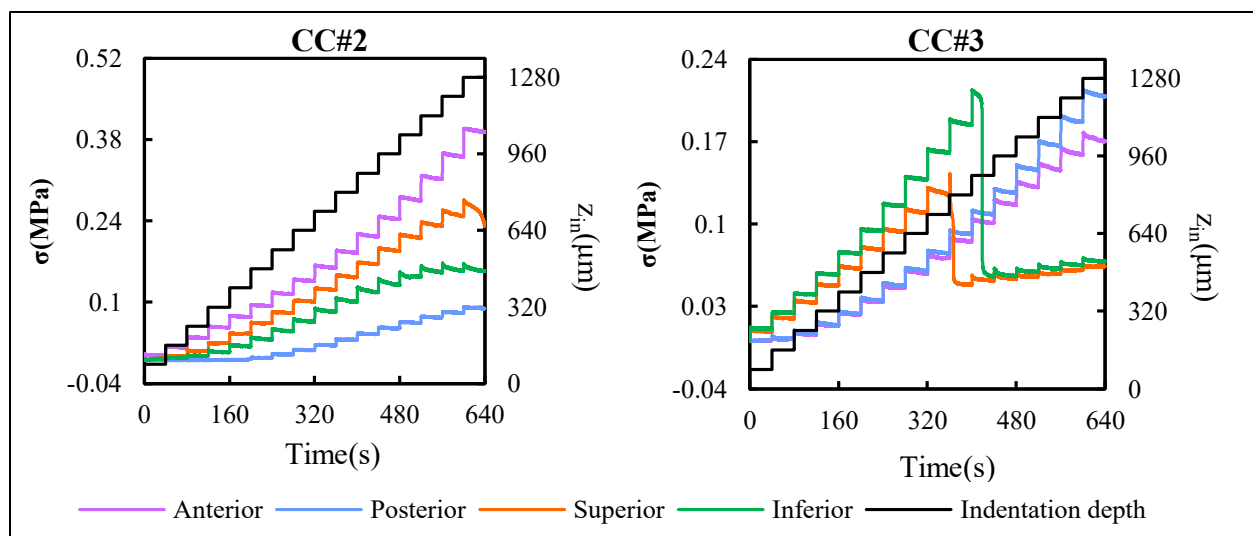 CC#2
0.52
0.38
0.24
0.1
-0.04
σ(MPa)
1280
960
640
320
0
Z_in(μm)
0 160 320 480 640
Time(s)
CC#3
0.24
0.17
0.1
0.03
-0.04
σ(MPa)
1280
960
640
320
0
Z_in(μm)
0 160 320 480 640
Time(s)
Anterior Posterior Superior Inferior Indentation depth